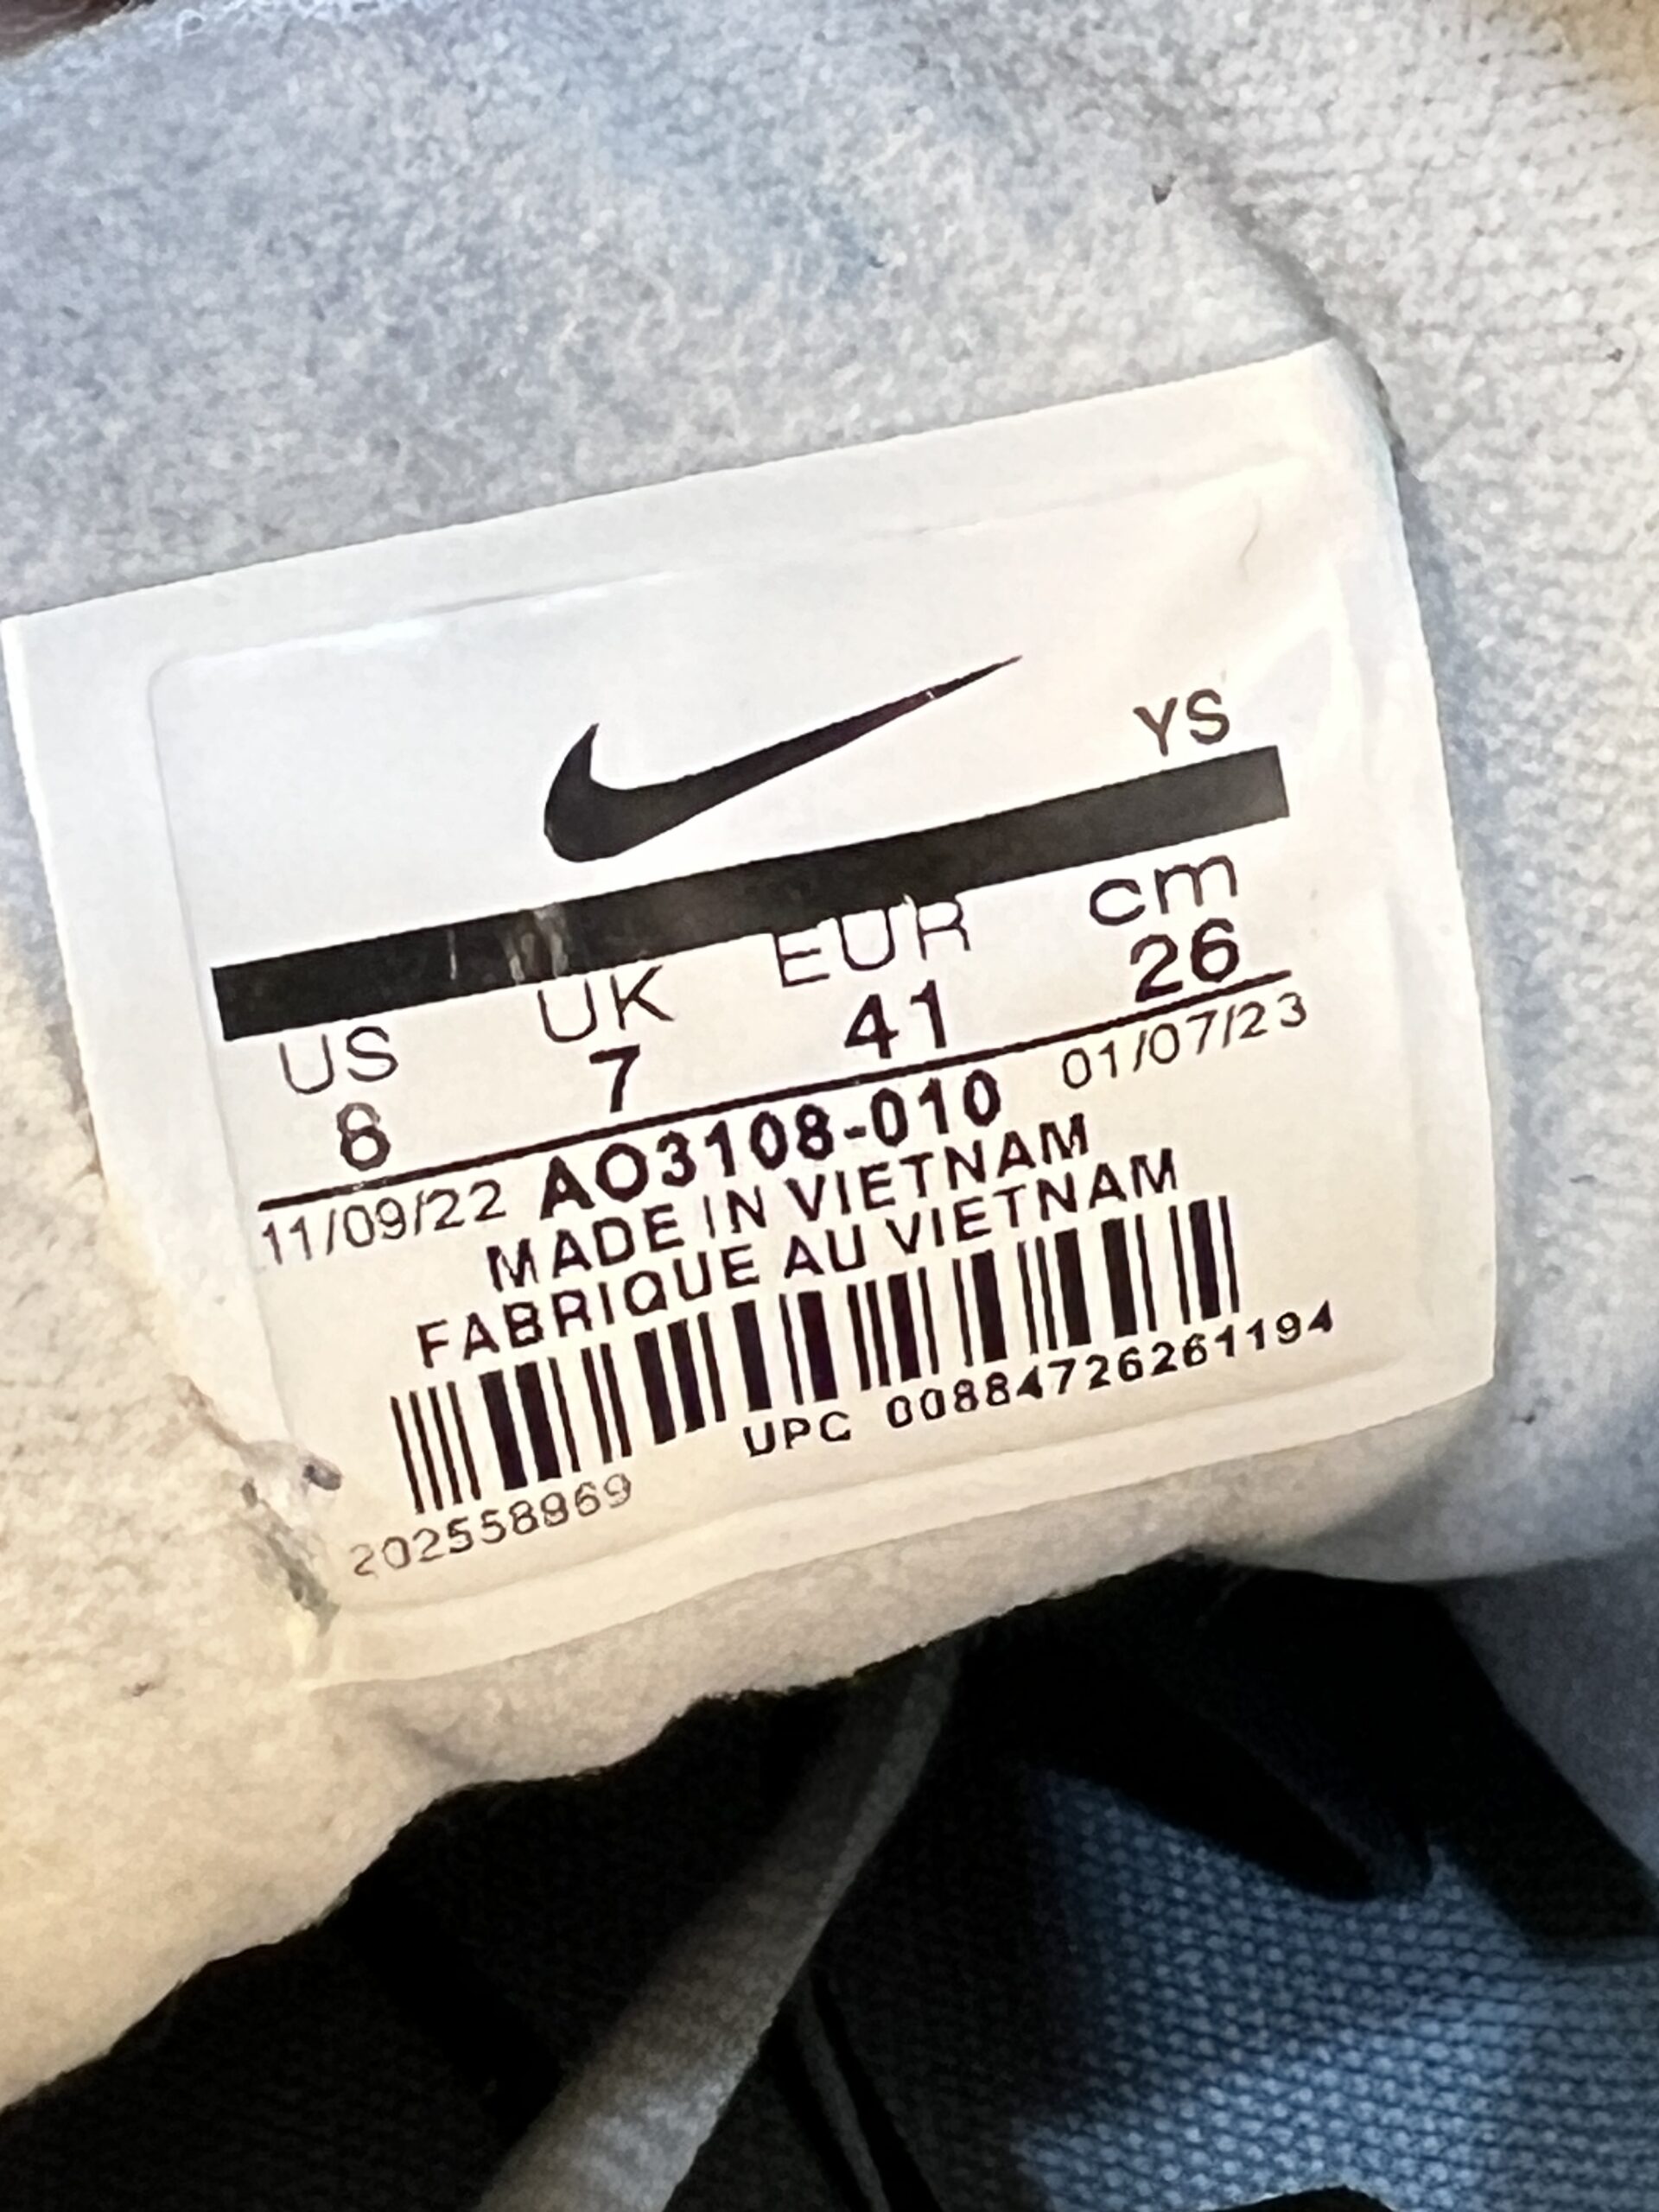 YS
US UK EUR cm
8 7 41 26
11/09/22 AO3108-010 01/07/23
MADE IN VIETNAM
FABRIQUE AU VIETNAM
UPC 00884726261194
202558869